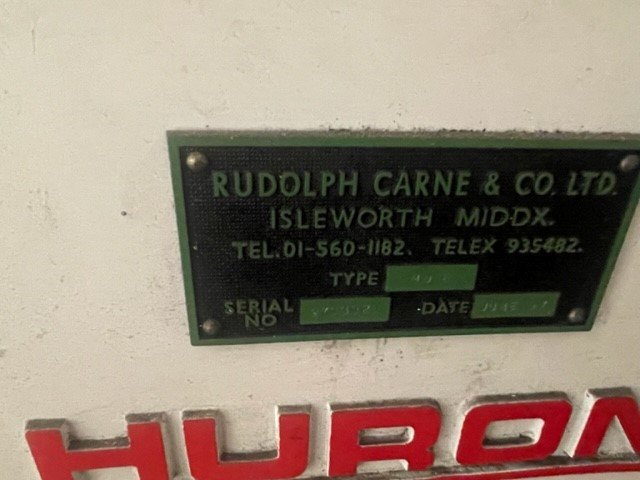 RUDOLPH CARNE & CO. LTD.
ISLEWORTH MIDDX.
TEL. 01-560-1182. TELEX 935482.
TYPE
SERIAL NO
DATE
HURON